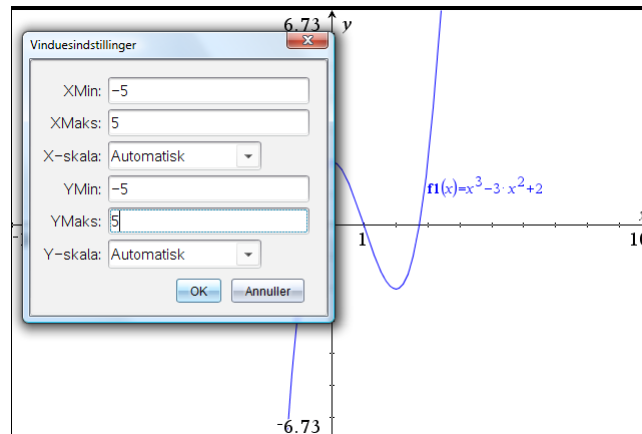 6.73 y
Vinduesindstillinger
XMin: -5
XMaks: 5
X-skala: Automatisk
YMin: -5
YMaks: 5
Y-skala: Automatisk
OK Annuller
f1(x)=x³-3·x²+2
1
-6.73